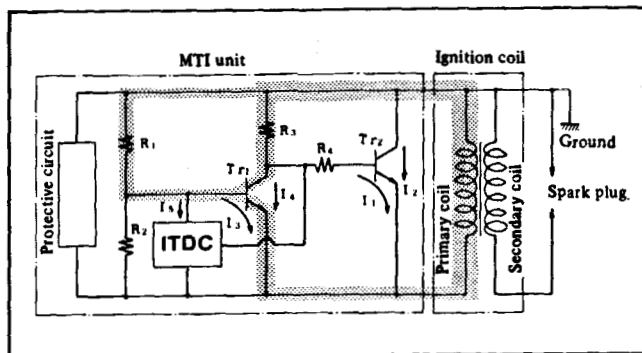 MTI unit
Ignition coil
Protective circuit
R₁
R₂
R₃
R₄
Tr₁
Tr₂
I₅
I₃
I₄
I₁
I₂
ITDC
Primary coil
Secondary coil
Ground
Spark plug.